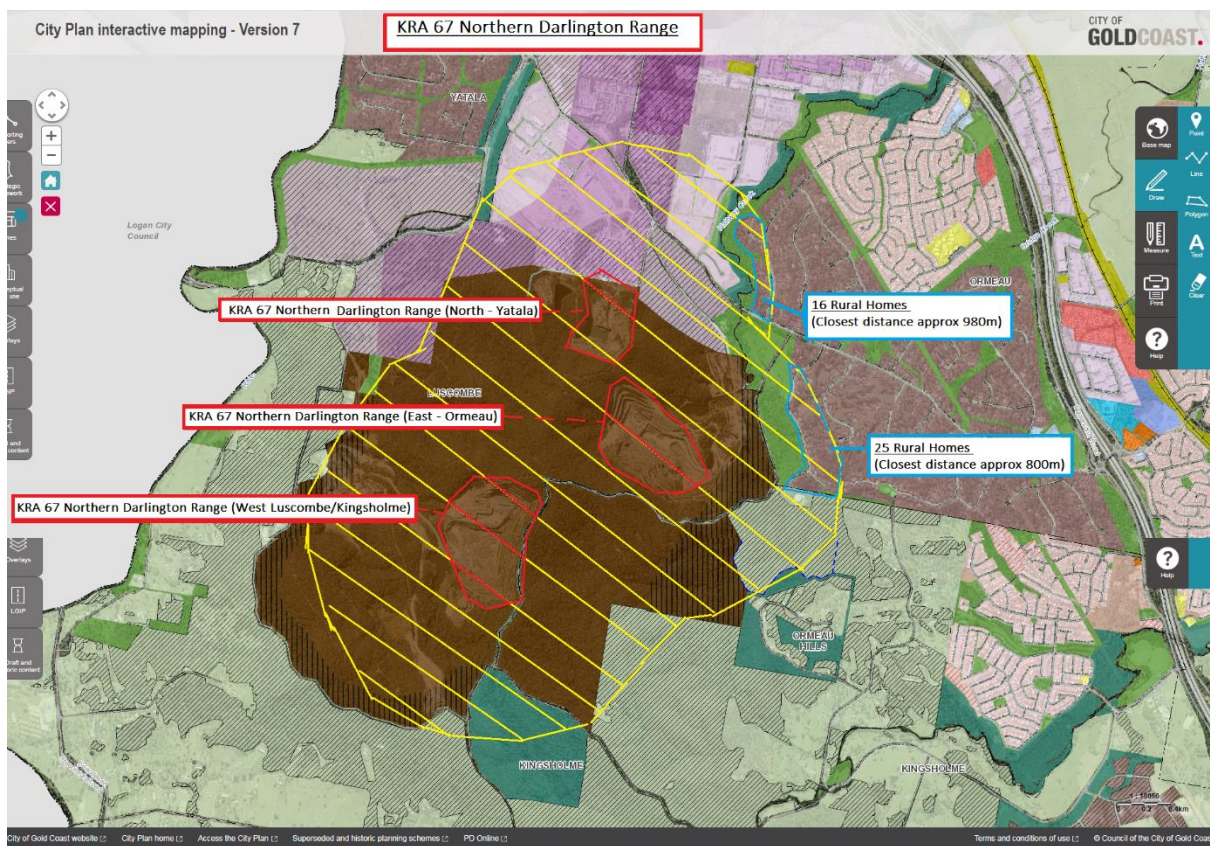 City Plan interactive mapping - Version 7
KRA 67 Northern Darlington Range
CITY OF
GOLDCOAST.
YATALA
Logan City
Council
Base map
Point
Line
Draw
Polygon
Measure
Text
Print
Clear
Help
ORMEAU
KRA 67 Northern Darlington Range (North - Yatala)
16 Rural Homes
(Closest distance approx 980m)
LUSCOMBE
KRA 67 Northern Darlington Range (East - Ormeau)
25 Rural Homes
(Closest distance approx 800m)
KRA 67 Northern Darlington Range (West Luscombe/Kingsholme)
Overlays
Help
LGIP
ORMEAU
HILLS
KINGSHOLME
KINGSHOLME
0.2
0.4km
City of Gold Coast website
City Plan home
Access the City Plan
Superseded and historic planning schemes
PD Online
Terms and conditions of use
© Council of the City of Gold Coast